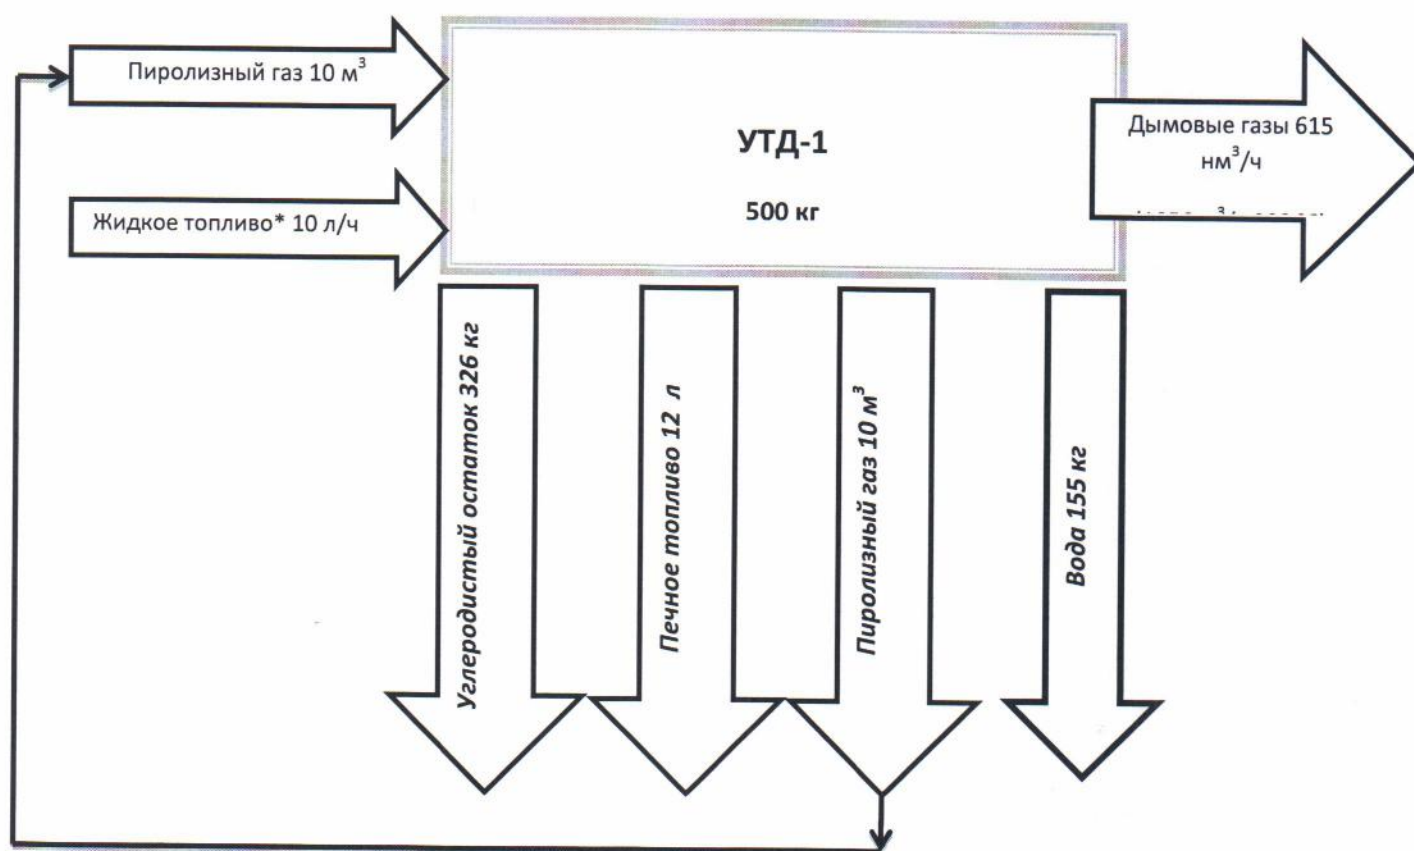 Пиролизный газ 10 м³
Жидкое топливо* 10 л/ч
УТД-1
500 кг
Дымовые газы 615
нм³/ч
Углеродистый остаток 326 кг
Печное топливо 12 л
Пиролизный газ 10 м³
Вода 155 кг